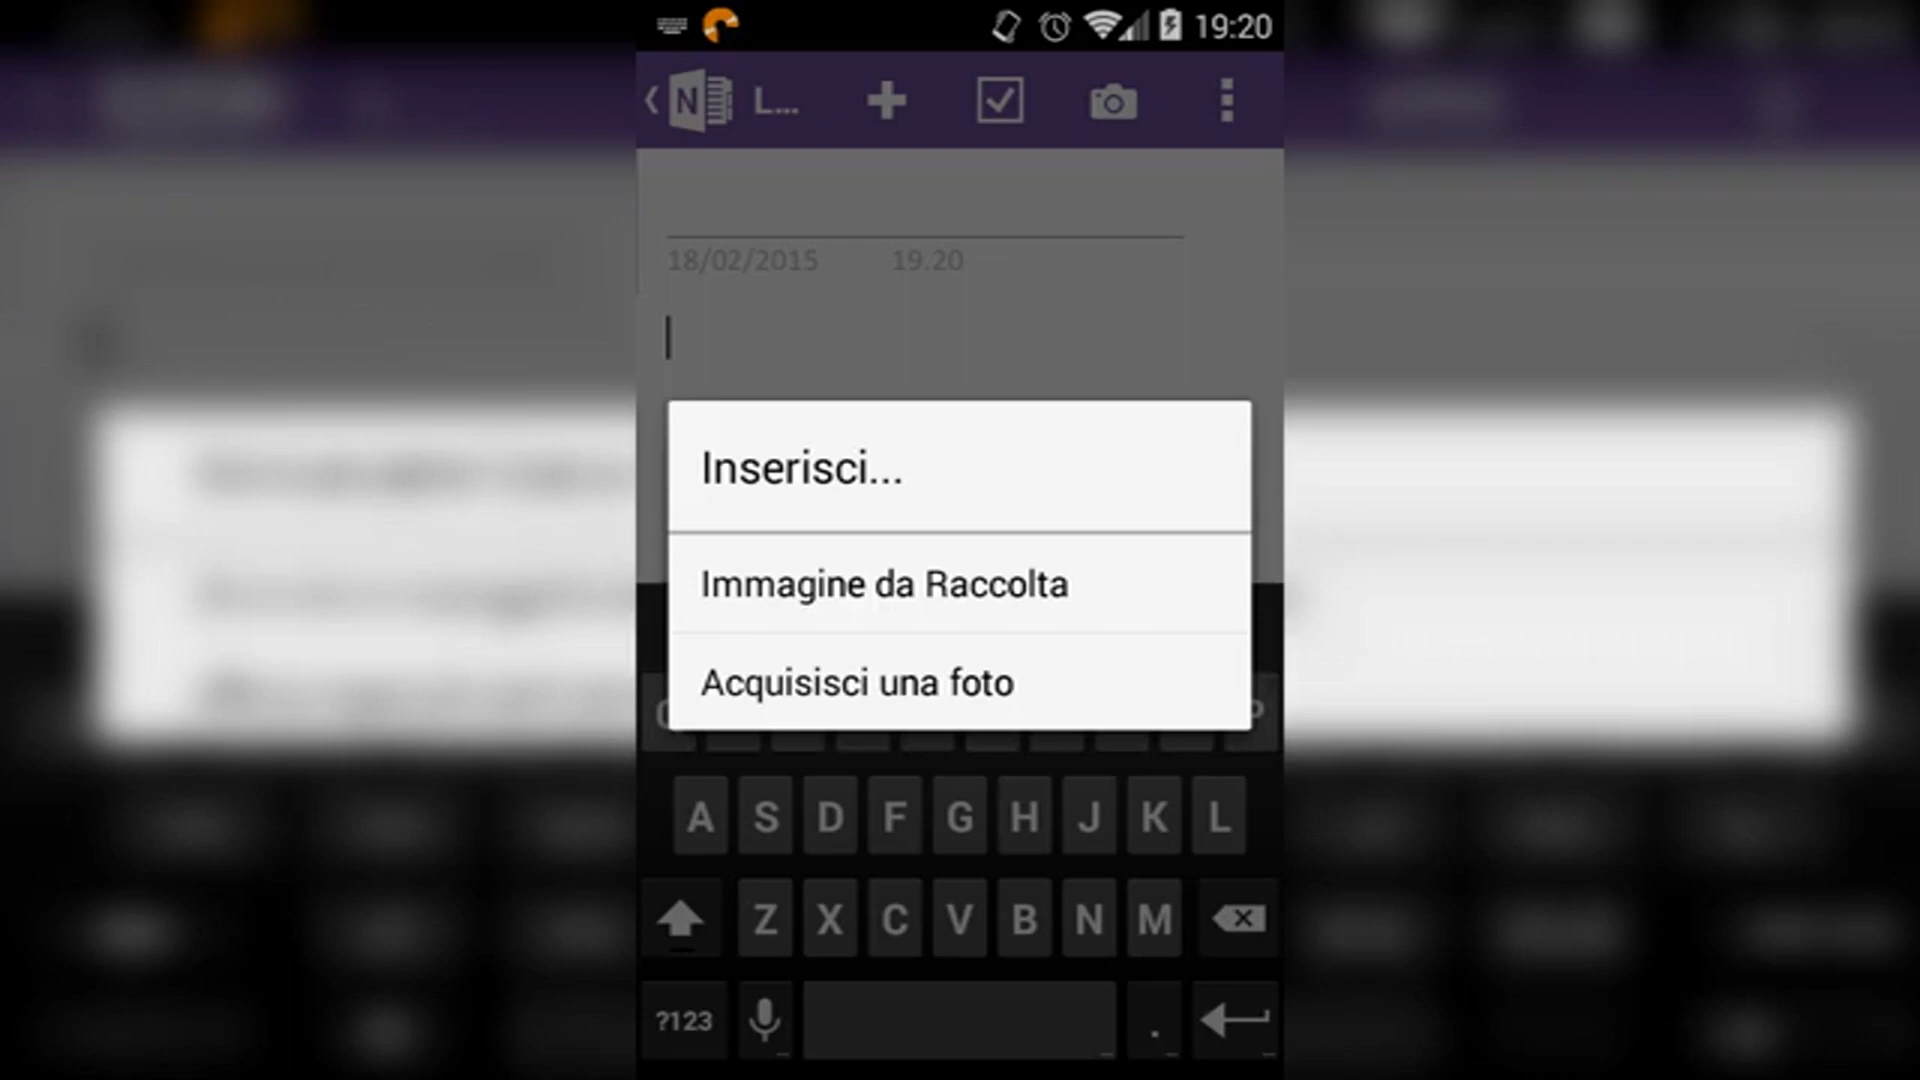 19:20
N L...
18/02/2015 19.20
Inserisci...
Immagine da Raccolta
Acquisisci una foto
P
A S D F G H J K L
Z X C V B N M
?123 .